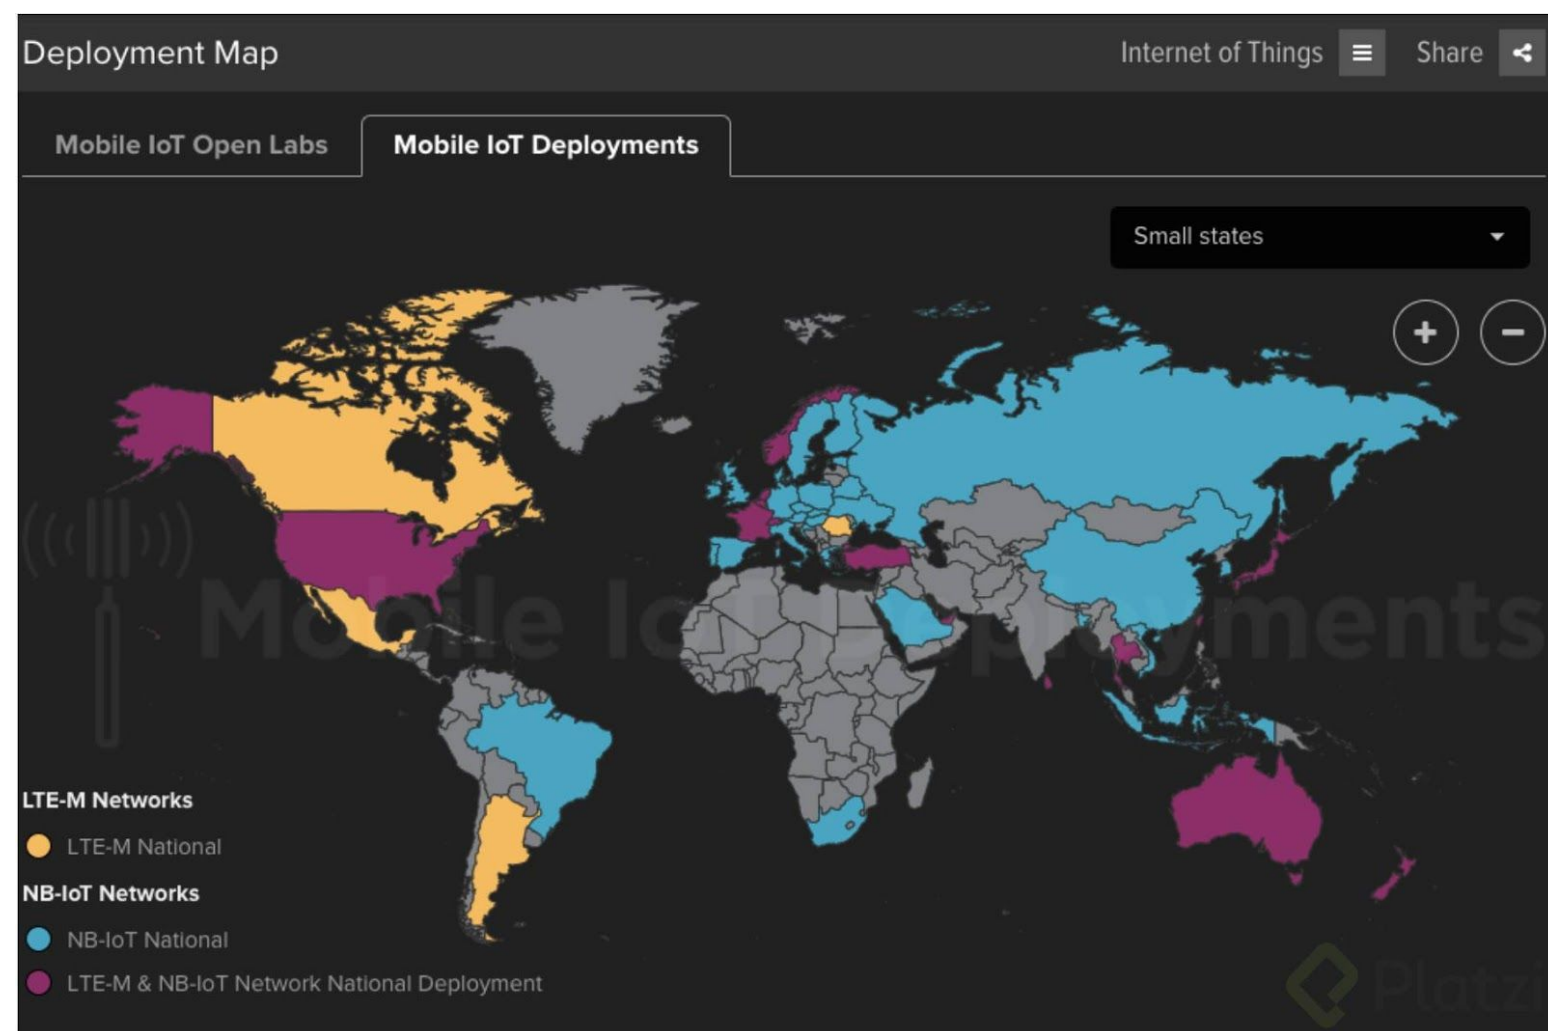 Deployment Map
Internet of Things
Share
Mobile IoT Open Labs
Mobile IoT Deployments
Small states
Mobile IoT Deployments
LTE-M Networks
LTE-M National
NB-IoT Networks
NB-IoT National
LTE-M & NB-IoT Network National Deployment
Platzi